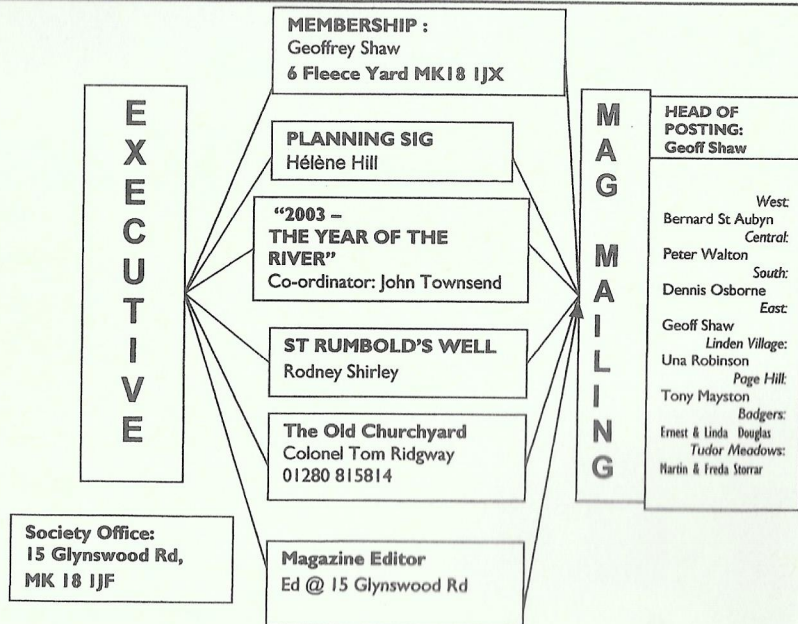 MEMBERSHIP :
Geoffrey Shaw
6 Fleece Yard MK18 1JX
EXECUTIVE
PLANNING SIG
Hélène Hill
“2003 –
THE YEAR OF THE
RIVER”
Co-ordinator: John Townsend
ST RUMBOLD’S WELL
Rodney Shirley
The Old Churchyard
Colonel Tom Ridgway
01280 815814
Magazine Editor
Ed @ 15 Glynswood Rd
Society Office:
15 Glynswood Rd,
MK 18 1JF
MAG MAILING
HEAD OF
POSTING:
Geoff Shaw
West:
Bernard St Aubyn
Central:
Peter Walton
South:
Dennis Osborne
East:
Geoff Shaw
Linden Village:
Una Robinson
Page Hill:
Tony Mayston
Badgers:
Ernest & Linda Douglas
Tudor Meadows:
Martin & Freda Storrar